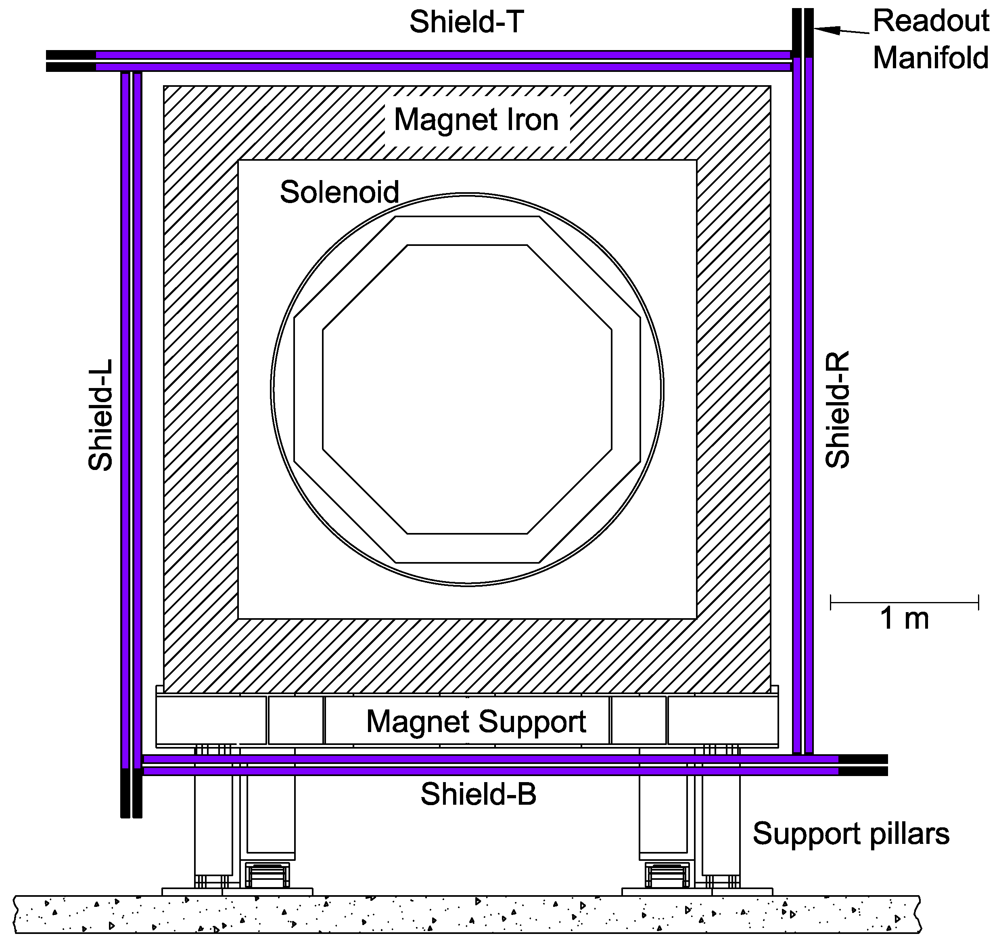 Shield-T
Readout
Manifold
Magnet Iron
Solenoid
Shield-L
Shield-R
1 m
Magnet Support
Shield-B
Support pillars